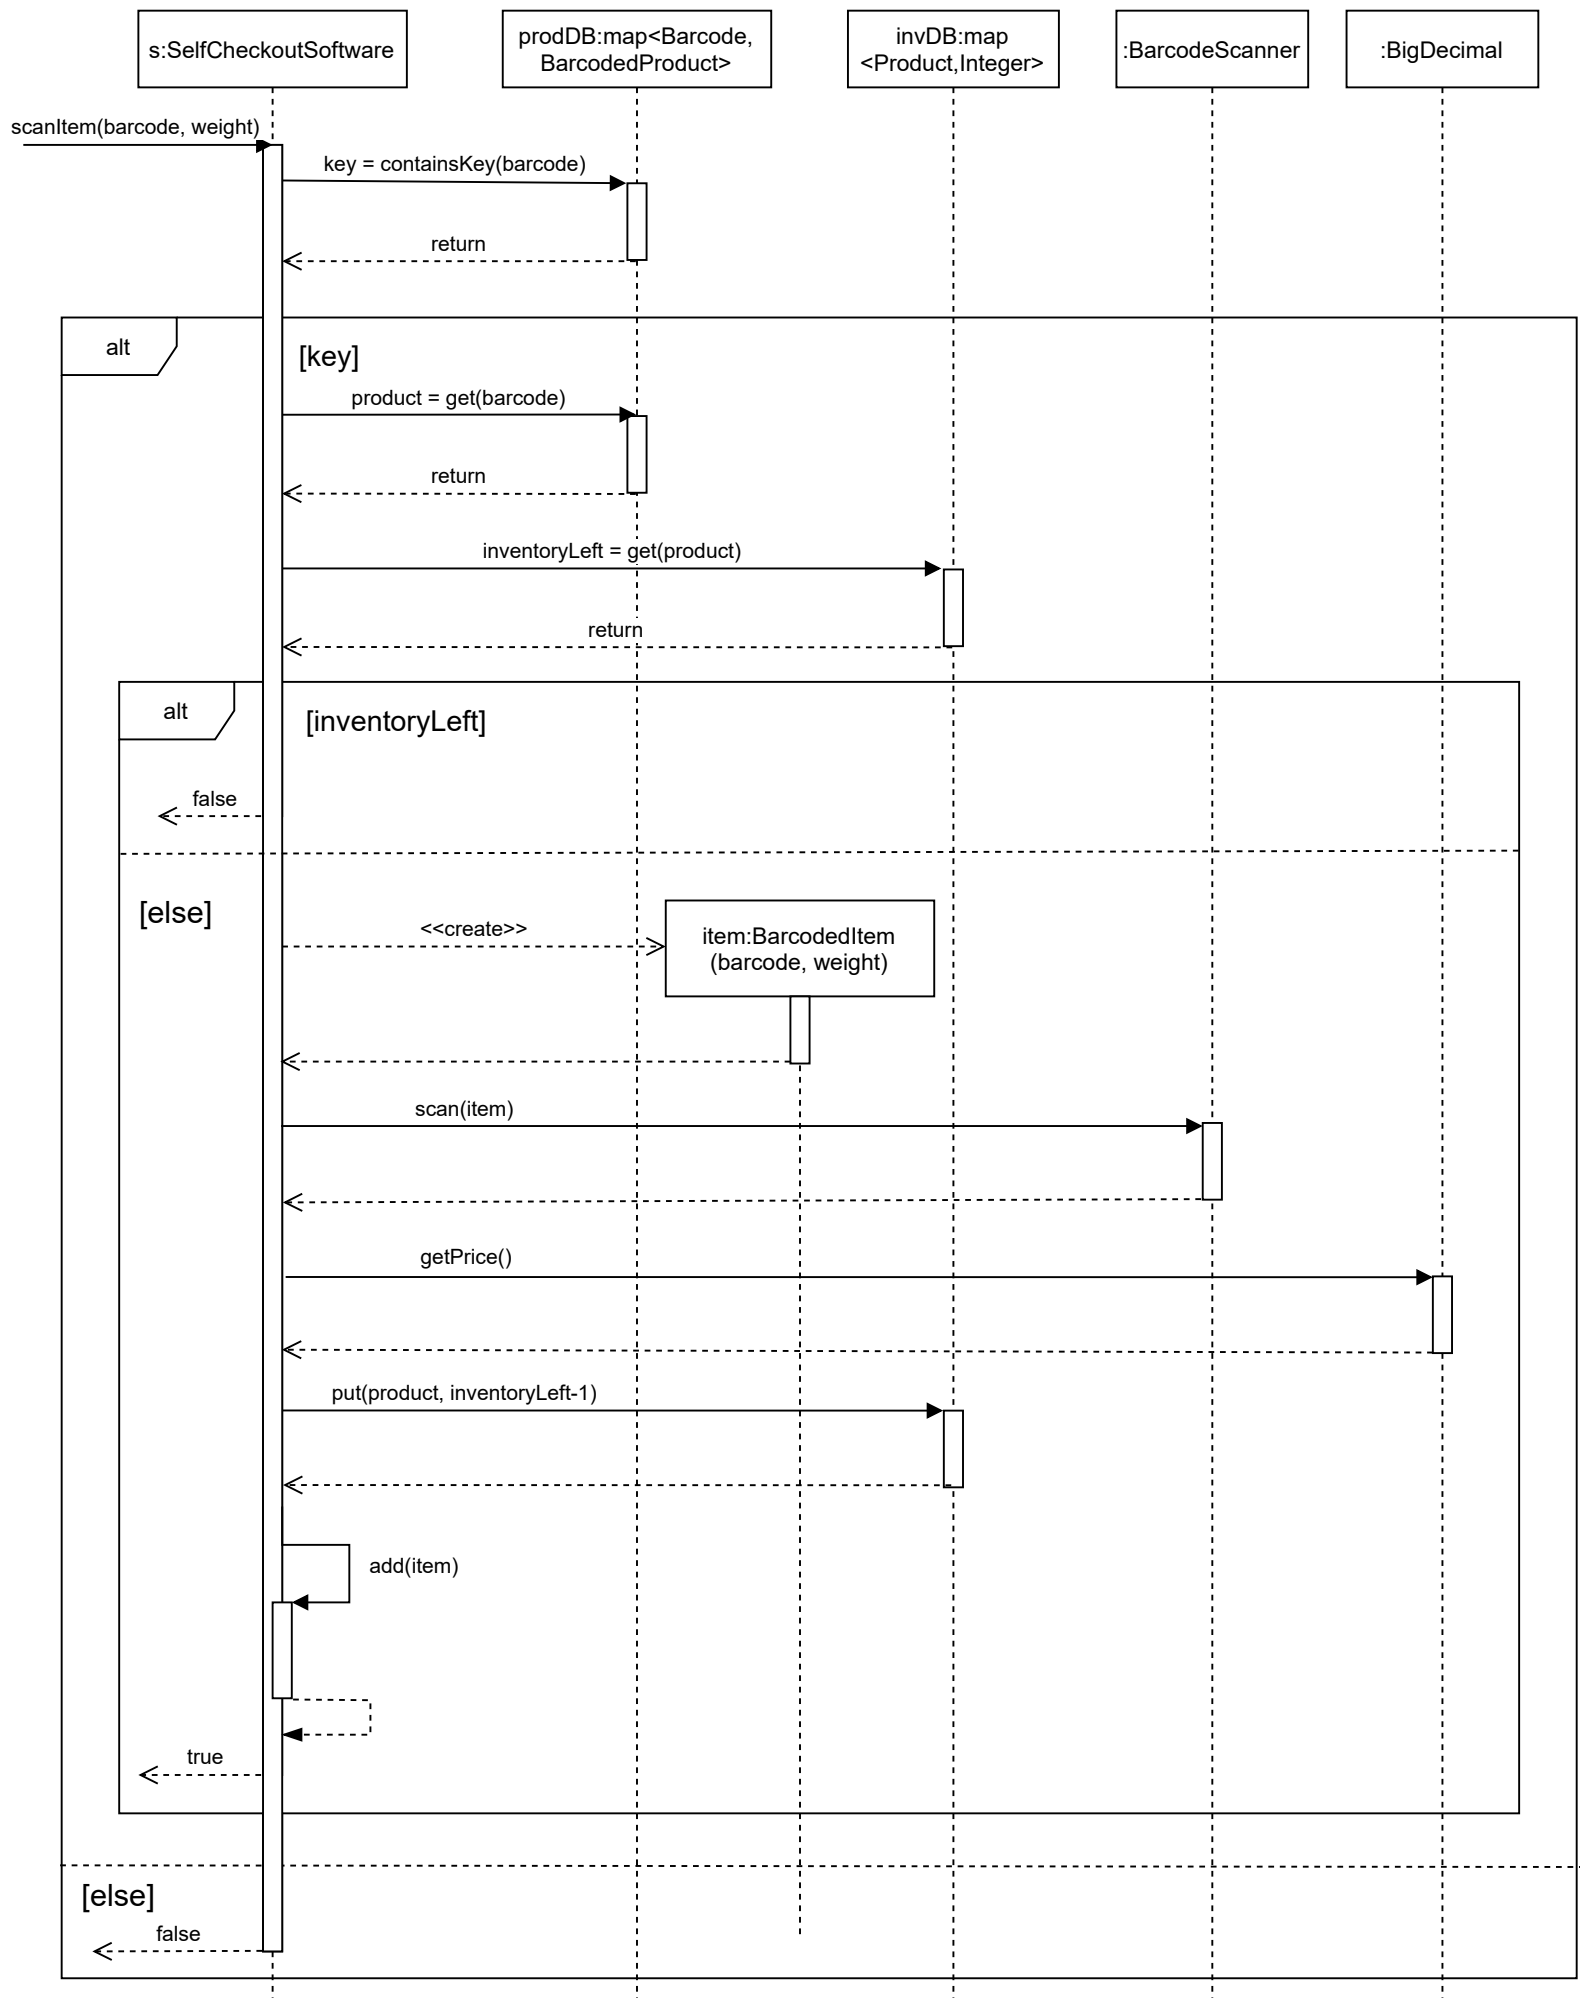 s:SelfCheckoutSoftware
prodDB:map<Barcode,
BarcodedProduct>
invDB:map
<Product,Integer>
:BarcodeScanner
:BigDecimal
scanItem(barcode, weight)
key = containsKey(barcode)
return
alt
[key]
product = get(barcode)
return
inventoryLeft = get(product)
return
alt
[inventoryLeft]
false
[else]
<<create>>
item:BarcodedItem
(barcode, weight)
scan(item)
getPrice()
put(product, inventoryLeft-1)
add(item)
true
[else]
false